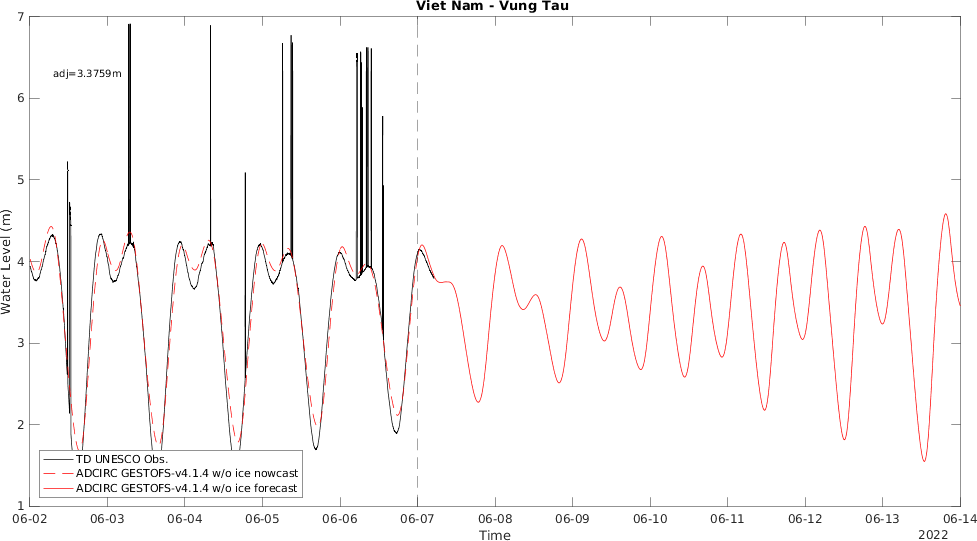 Viet Nam - Vung Tau
adj=3.3759m
Water Level (m)
7
6
5
4
3
2
1
TD UNESCO Obs.
ADCIRC GESTOFS-v4.1.4 w/o ice nowcast
ADCIRC GESTOFS-v4.1.4 w/o ice forecast
06-02 06-03 06-04 06-05 06-06 06-07 06-08 06-09 06-10 06-11 06-12 06-13 06-14
Time
2022